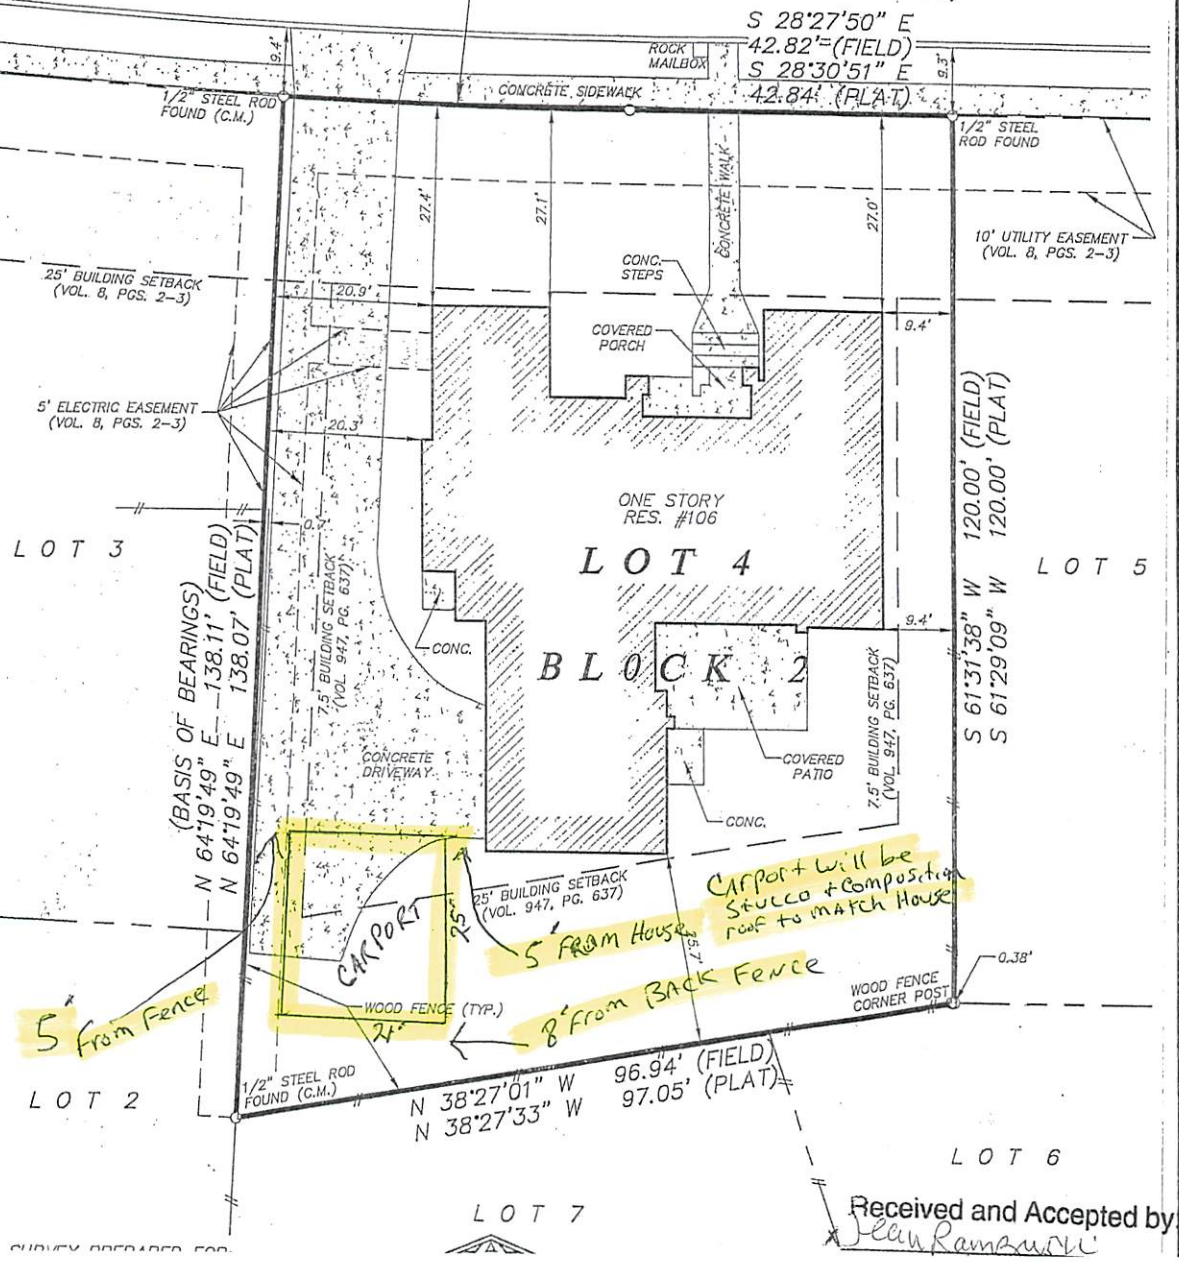 S 28°27'50" E
42.82' (FIELD)
S 28°30'51" E
42.84' (PLAT)
ROCK
MAILBOX
9.4'
9.3'
CONCRETE SIDEWALK
1/2" STEEL ROD
FOUND (C.M.)
1/2" STEEL
ROD FOUND
27.4'
27.1'
CONCRETE WALK
27.0'
10' UTILITY EASEMENT
(VOL. 8, PGS. 2-3)
25' BUILDING SETBACK
(VOL. 8, PGS. 2-3)
CONC.
STEPS
20.9'
COVERED
PORCH
9.4'
5' ELECTRIC EASEMENT
(VOL. 8, PGS. 2-3)
20.3'
ONE STORY
RES. #106
LOT 4
BLOCK 2
LOT 3
LOT 5
0.7'
(BASIS OF BEARINGS)
N 64°19'49" E 138.11' (FIELD)
N 64°19'49" E 138.07' (PLAT)
7.5' BUILDING SETBACK
(VOL. 947, PG. 637)
S 61°31'38" W 120.00' (FIELD)
S 61°29'09" W 120.00' (PLAT)
CONC.
9.4'
7.5' BUILDING SETBACK
(VOL. 947, PG. 637)
CONCRETE
DRIVEWAY
COVERED
PATIO
CONC.
25' BUILDING SETBACK
(VOL. 947, PG. 637)
Carport will be
Stucco + Composition
roof to match House
CARPORT
25'
5' FROM House
25.7'
8' from BACK Fence
WOOD FENCE
CORNER POST
0.38'
5' From Fence
WOOD FENCE (TYP.)
21'
1/2" STEEL ROD
FOUND (C.M.)
LOT 2
N 38°27'01" W 96.94' (FIELD)
N 38°27'33" W 97.05' (PLAT)
LOT 6
LOT 7
Received and Accepted by:
SURVEY PREPARED FOR: